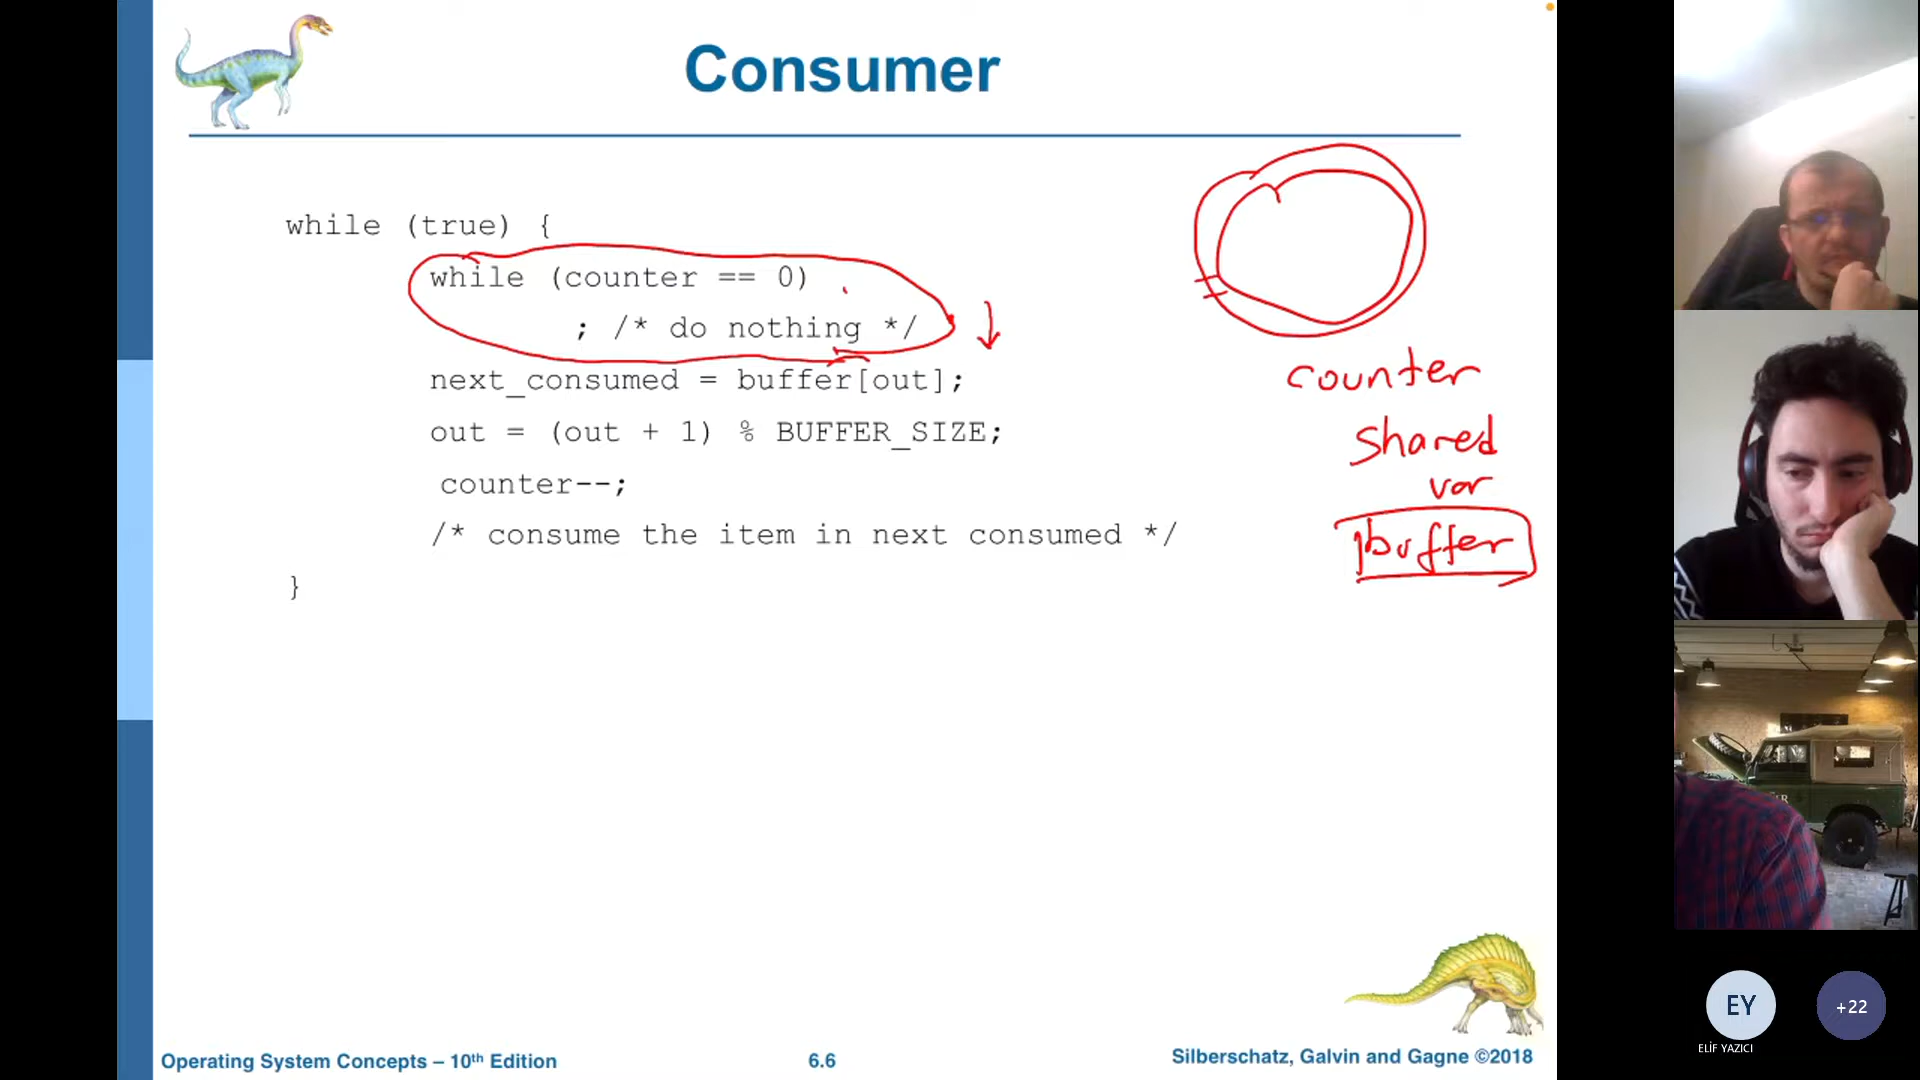 Consumer
while (true) {
while (counter == 0)
; /* do nothing */
next_consumed = buffer[out];
out = (out + 1) % BUFFER_SIZE;
counter--;
/* consume the item in next consumed */
}
counter
shared
var
buffer
Operating System Concepts – 10th Edition
6.6
Silberschatz, Galvin and Gagne ©2018
EY
+22
ELİF YAZICI